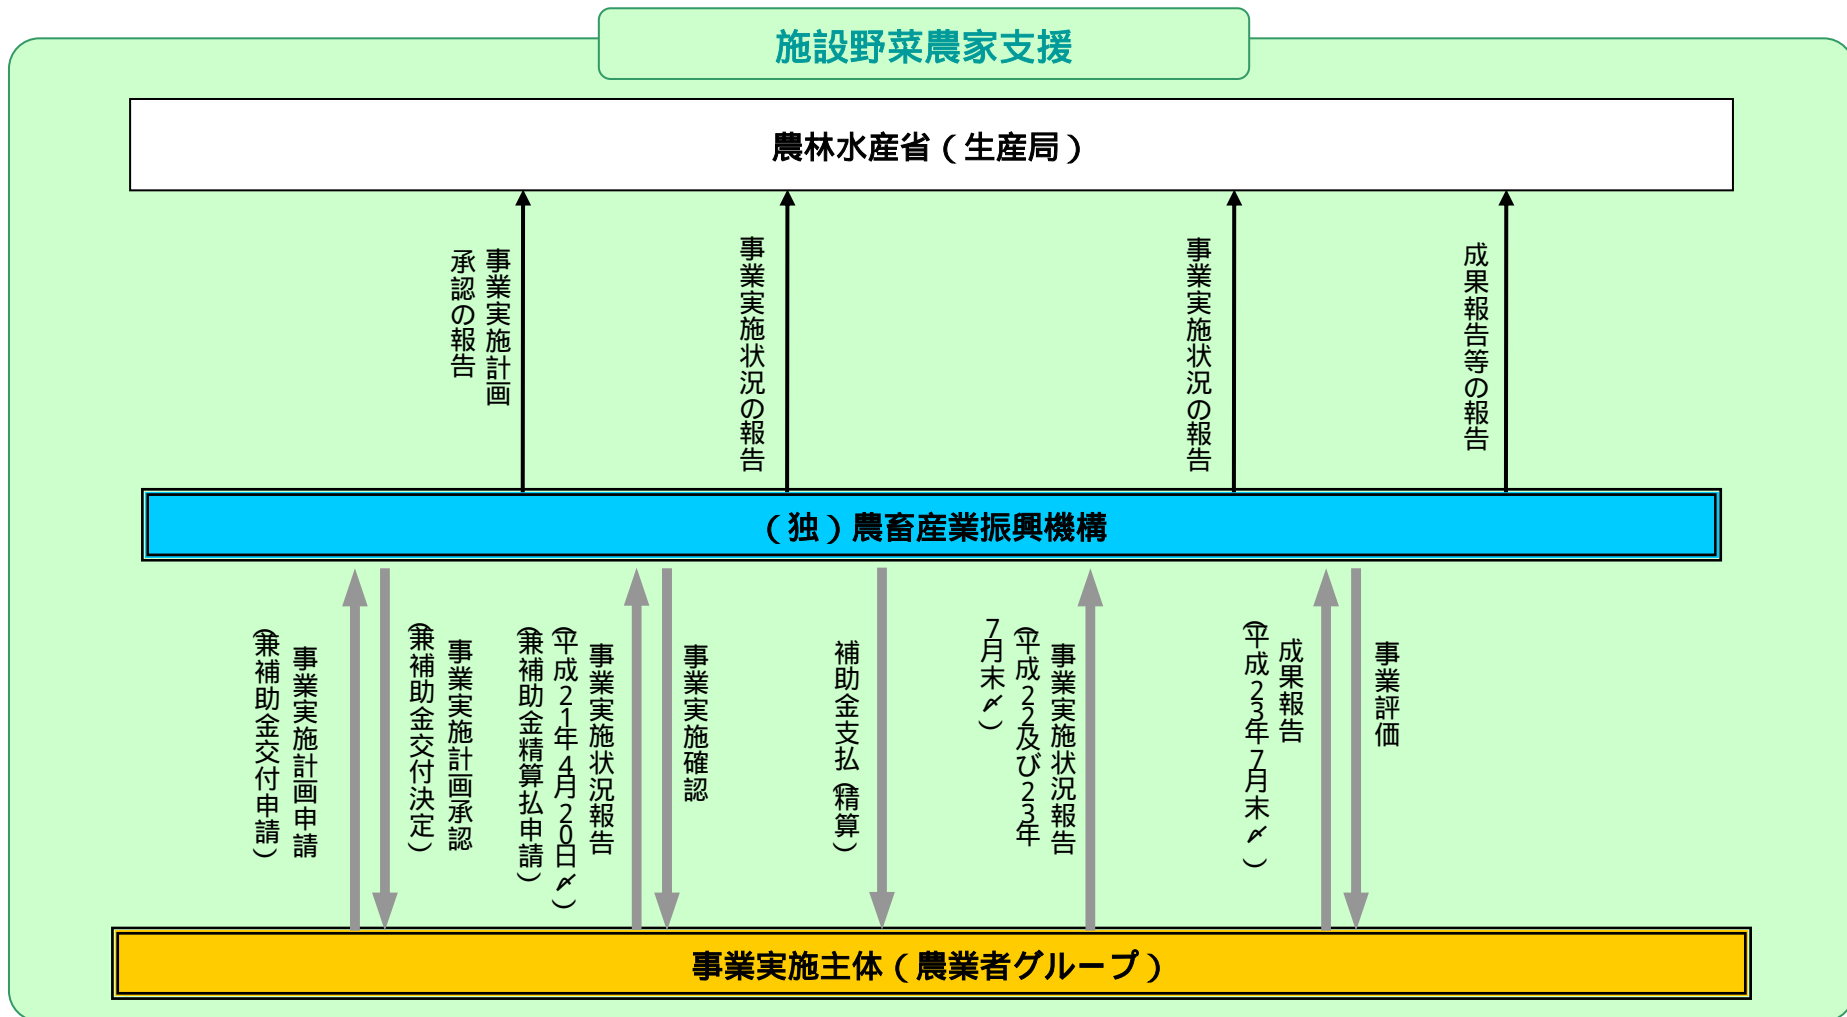 施設野菜農家支援
農林水産省（生産局）
事業実施計画
承認の報告
事業実施状況の報告
事業実施状況の報告
成果報告等の報告
（独）農畜産業振興機構
事業実施計画申請
（兼補助金交付申請）
事業実施計画承認
（兼補助金交付決定）
事業実施状況報告
（平成２１年４月２０日〆）
（兼補助金精算払申請）
事業実施確認
補助金支払（精算）
事業実施状況報告
（平成２２及び２３年
７月末〆）
成果報告
（平成２３年７月末〆）
事業評価
事業実施主体（農業者グループ）